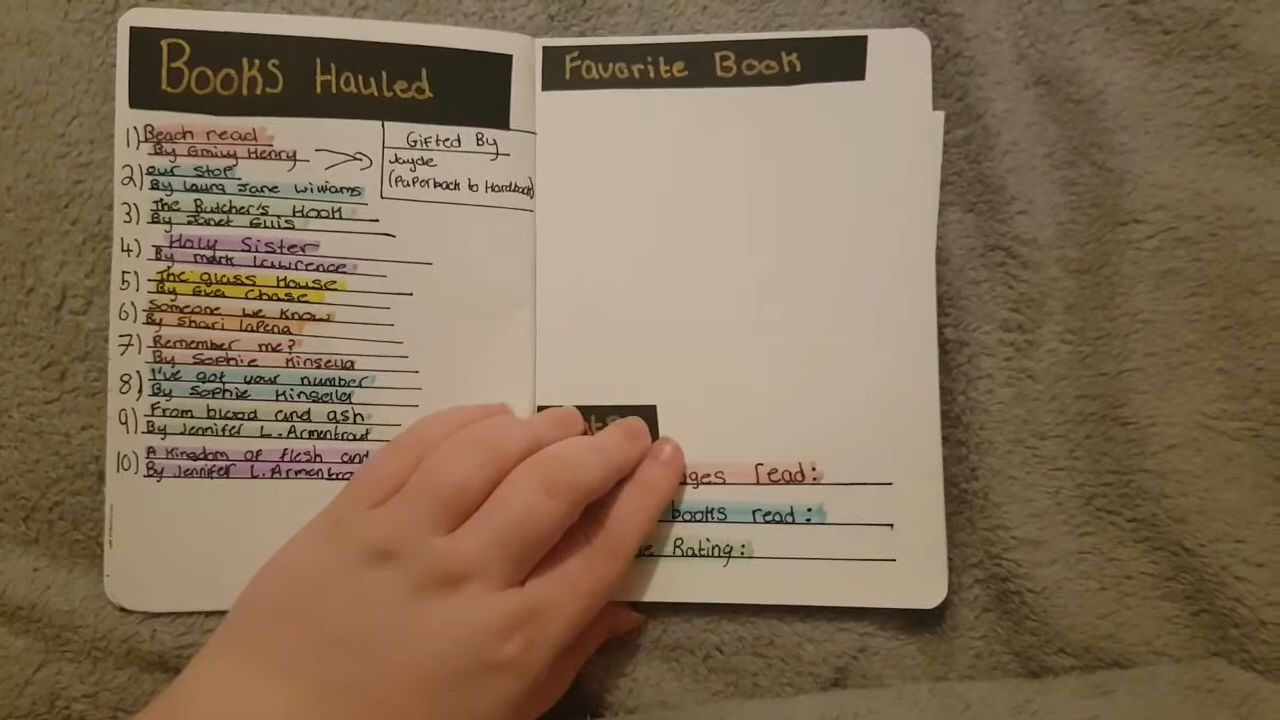 Books Hauled
1) Beach read
By Emily Henry
Gifted By
Jayde
(PaPerback to Hardback)
2) our stop
By Laura Jane Williams
3) The Butcher's Hook
By Janet Ellis
4) Holy Sister
By mark lawrence
5) The glass House
By Eve Chase
6) Someone we know
By Shari laPena
7) Remember me?
By Sophie Kinsella
8) I've got your number
By Sophie Kinsella
9) From blood and ash
By Jennifer L. Armentrout
10) A Kingdom of flesh and
By Jennifer L. Armentro
Favorite Book
ges read:
books read:
Rating: